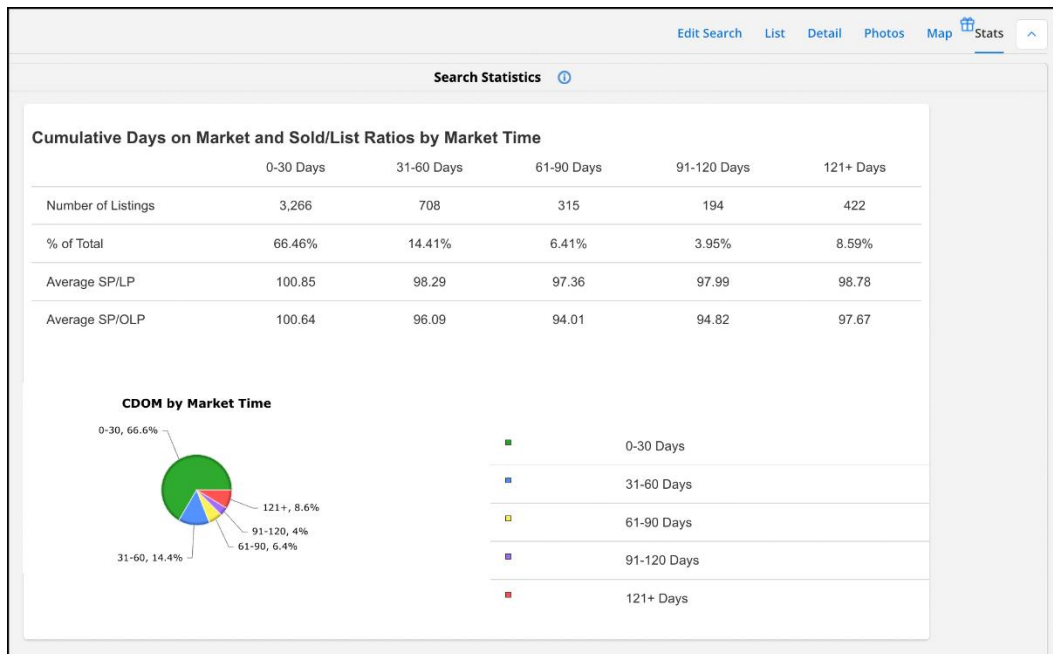 Edit Search List Detail Photos Map Stats
Search Statistics
Cumulative Days on Market and Sold/List Ratios by Market Time
0-30 Days 31-60 Days 61-90 Days 91-120 Days 121+ Days
Number of Listings 3,266 708 315 194 422
% of Total 66.46% 14.41% 6.41% 3.95% 8.59%
Average SP/LP 100.85 98.29 97.36 97.99 98.78
Average SP/OLP 100.64 96.09 94.01 94.82 97.67
CDOM by Market Time
0-30, 66.6%
121+, 8.6%
91-120, 4%
61-90, 6.4%
31-60, 14.4%
0-30 Days
31-60 Days
61-90 Days
91-120 Days
121+ Days